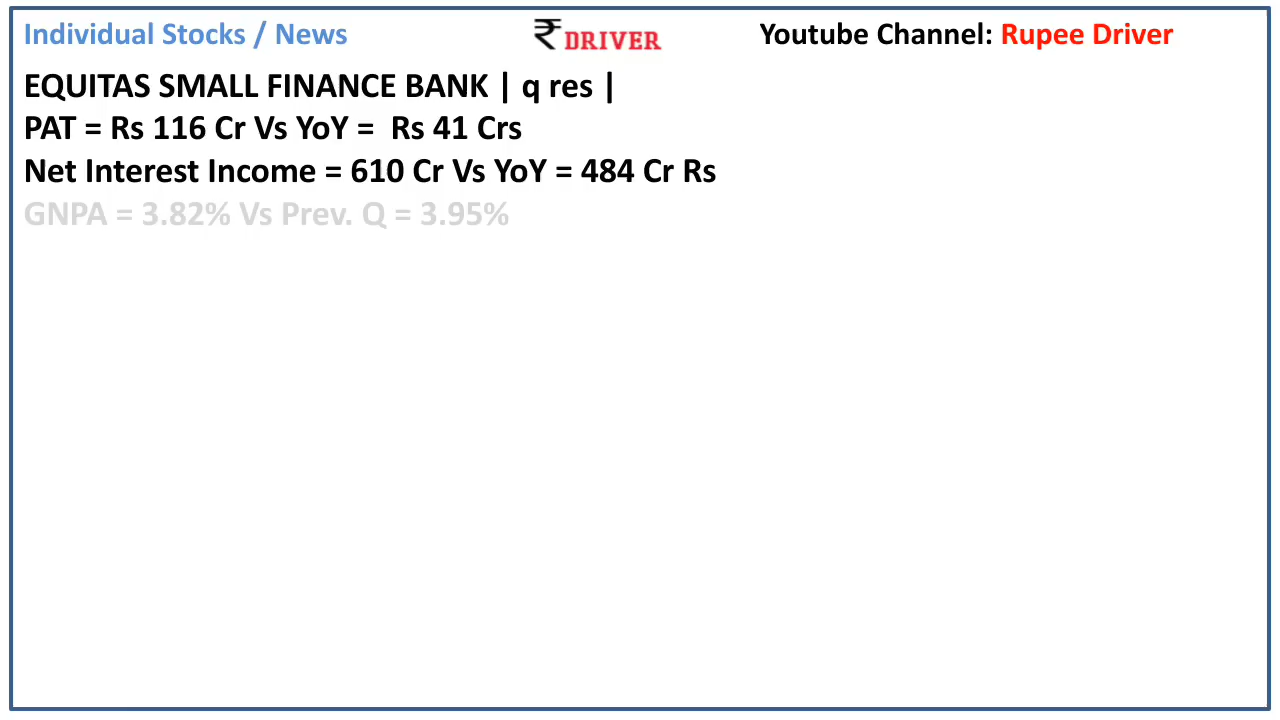 Individual Stocks / News
₹ DRIVER
Youtube Channel: Rupee Driver
EQUITAS SMALL FINANCE BANK | q res |
PAT = Rs 116 Cr Vs YoY =  Rs 41 Crs
Net Interest Income = 610 Cr Vs YoY = 484 Cr Rs
GNPA = 3.82% Vs Prev. Q = 3.95%